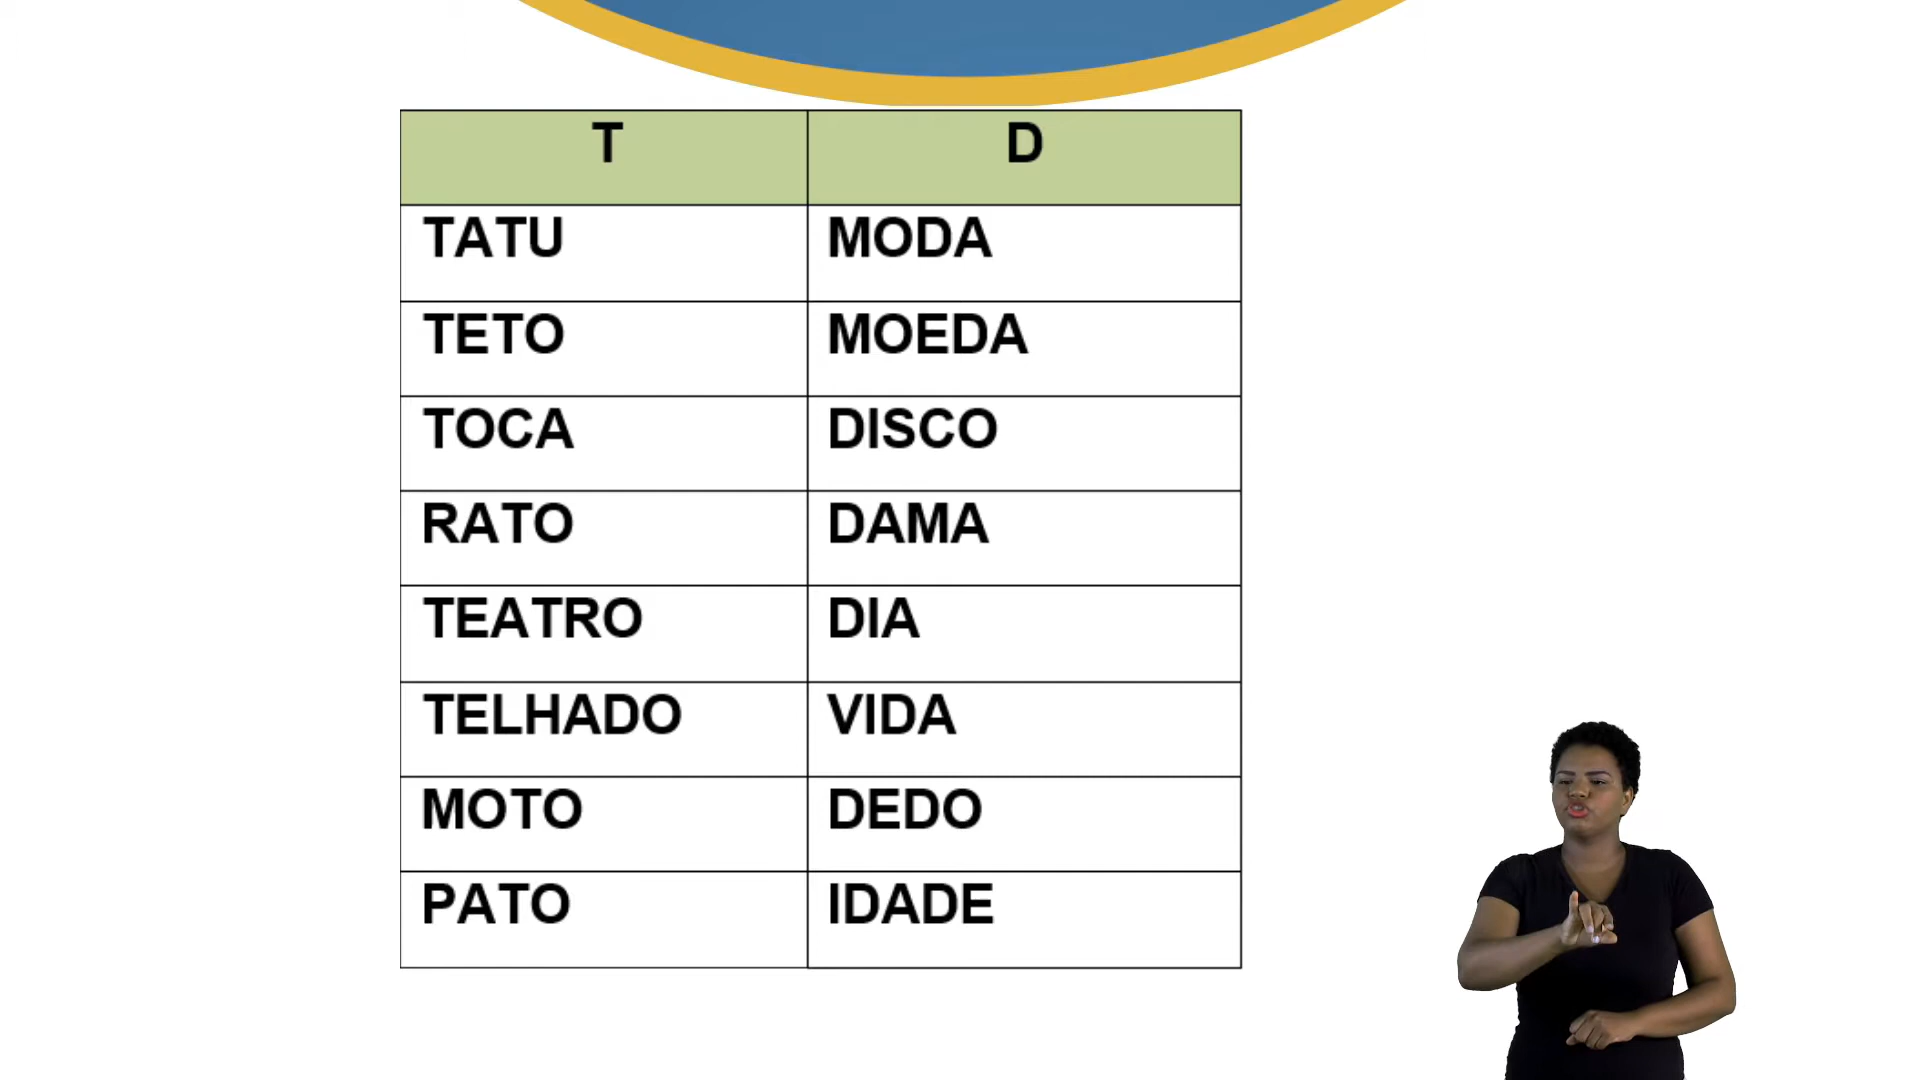 T D
TATU MODA
TETO MOEDA
TOCA DISCO
RATO DAMA
TEATRO DIA
TELHADO VIDA
MOTO DEDO
PATO IDADE